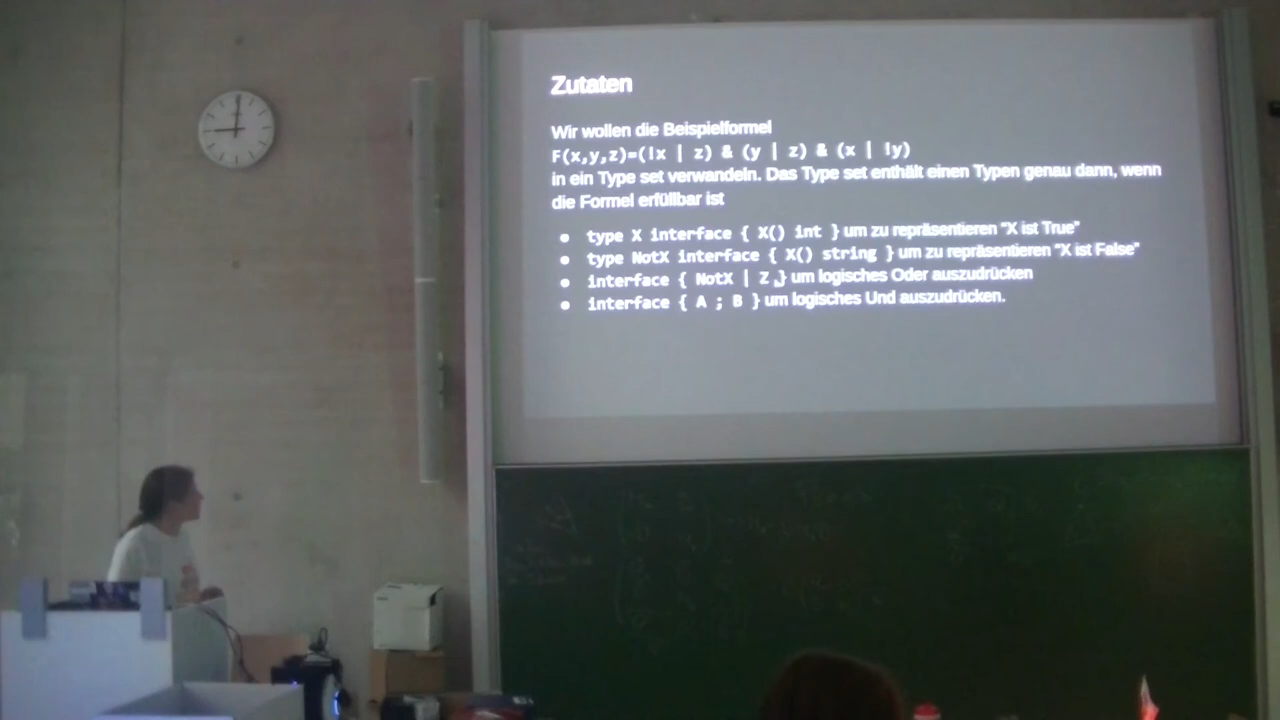 Zutaten
Wir wollen die Beispielformel
F(x,y,z)=(!x | z) & (y | z) & (x | !y)
in ein Type set verwandeln. Das Type set enthält einen Typen genau dann, wenn
die Formel erfüllbar ist
• type X interface { X() int } um zu repräsentieren "X ist True"
• type NotX interface { X() string } um zu repräsentieren "X ist False"
• interface { NotX | Z } um logisches Oder auszudrücken
• interface { A ; B } um logisches Und auszudrücken.